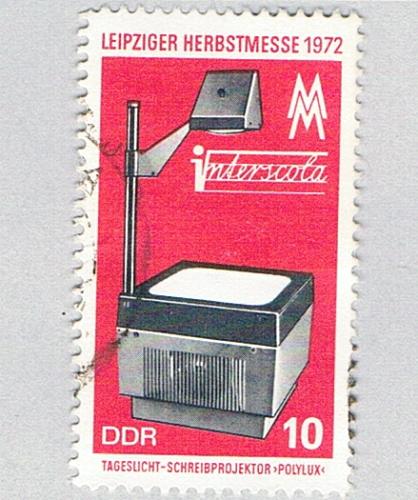 LEIPZIGER HERBSTMESSE 1972
MM
interscola
DDR 10
TAGESLICHT-SCHREIBPROJEKTOR ›POLYLUX‹